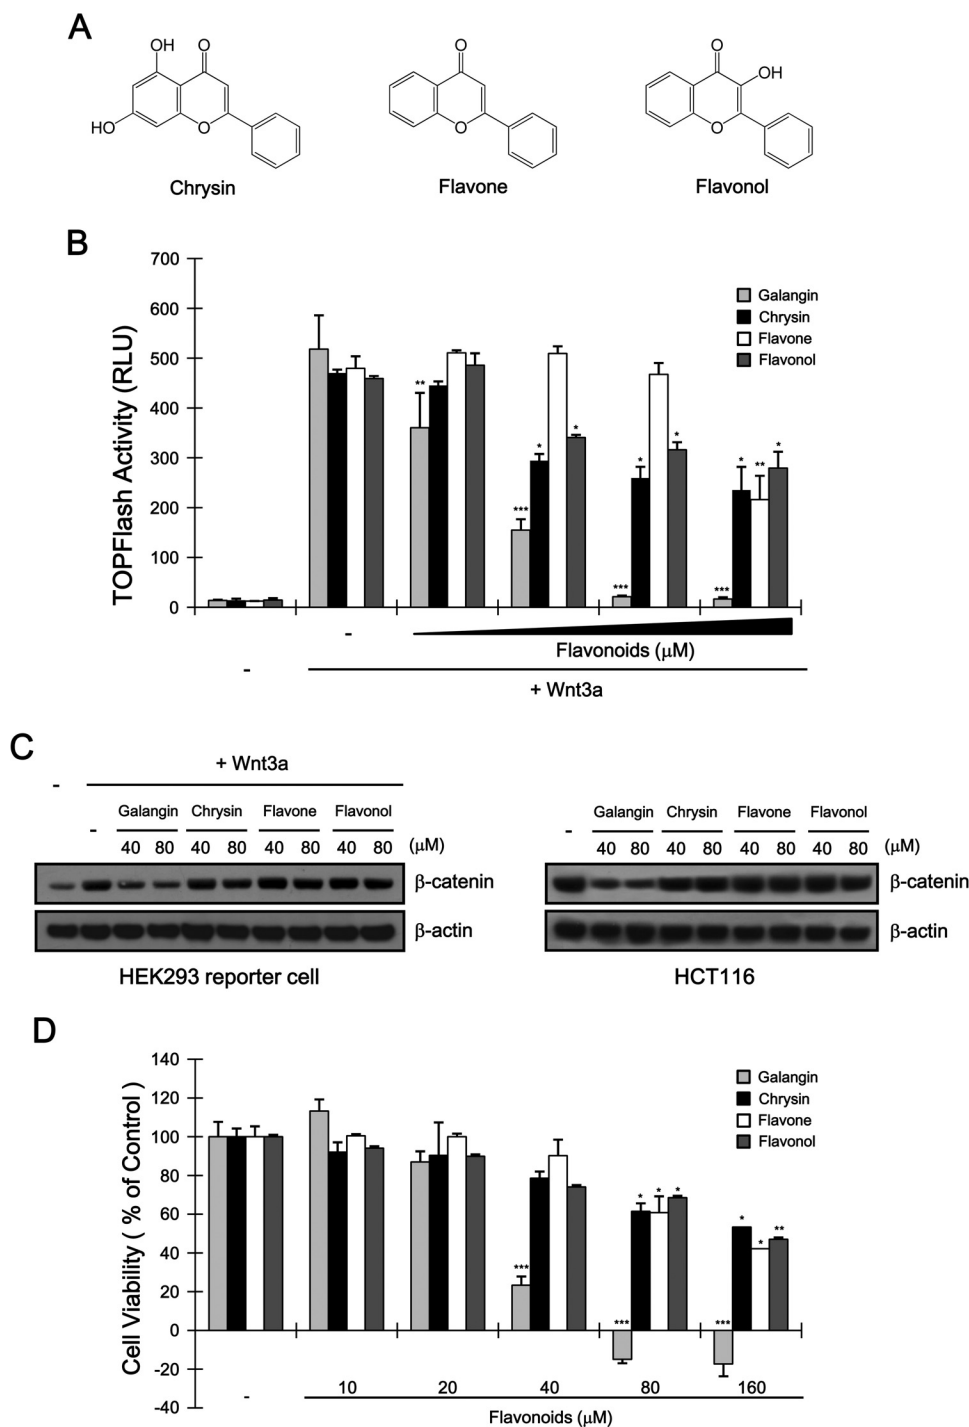 A
OH
O
HO
O
Chrysin
O
O
Flavone
O
OH
O
Flavonol
B
TOPFlash Activity (RLU)
700
600
500
400
300
200
100
0
Galangin
Chrysin
Flavone
Flavonol
**
***
*
*
***
*
*
***
*
**
*
-
Flavonoids (μM)
-
+ Wnt3a
C
+ Wnt3a
-
Galangin Chrysin Flavone Flavonol
-
40 80 40 80 40 80 40 80 (μM)
β-catenin
β-actin
HEK293 reporter cell
Galangin Chrysin Flavone Flavonol
-
40 80 40 80 40 80 40 80 (μM)
β-catenin
β-actin
HCT116
D
Cell Viability ( % of Control )
140
120
100
80
60
40
20
0
-20
-40
Galangin
Chrysin
Flavone
Flavonol
***
***
*
*
*
***
*
*
**
- 10 20 40 80 160
Flavonoids (μM)